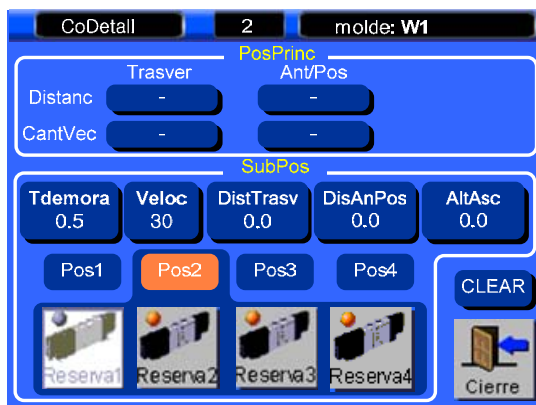 CoDetall 2 molde: W1
PosPrinc
Trasver Ant/Pos
Distanc - -
CantVec - -
SubPos
Tdemora Veloc DistTrasv DisAnPos AltAsc
0.5 30 0.0 0.0 0.0
Pos1 Pos2 Pos3 Pos4
CLEAR
Reserva1 Reserva2 Reserva3 Reserva4
Cierre